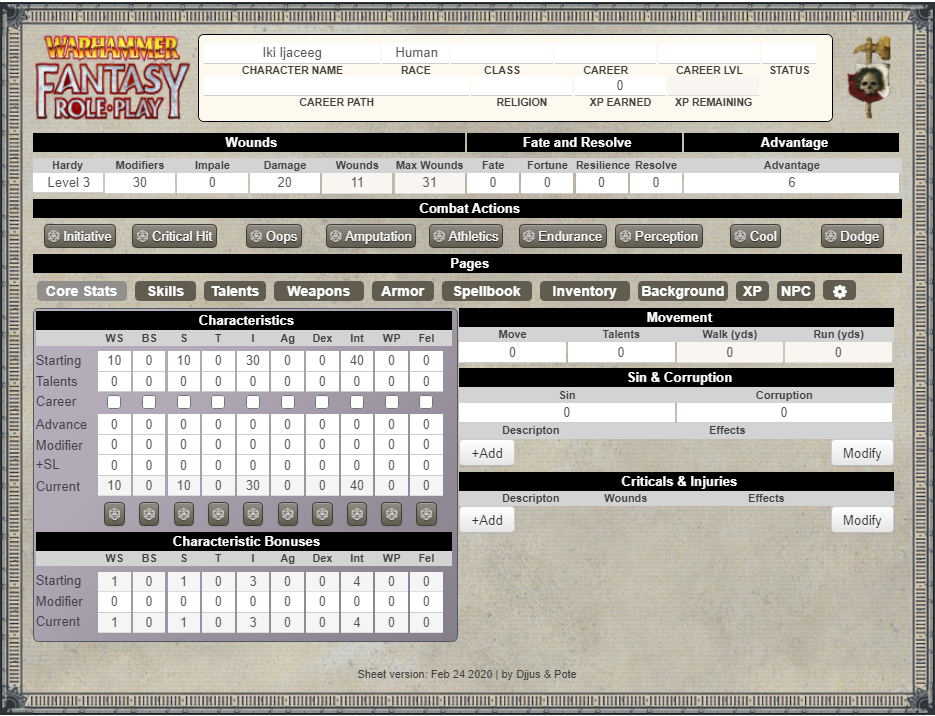 WARHAMMER
FANTASY
ROLE-PLAY
Iki Ijaceeg Human
CHARACTER NAME RACE CLASS CAREER CAREER LVL STATUS
0
CAREER PATH RELIGION XP EARNED XP REMAINING
Wounds Fate and Resolve Advantage
Hardy Modifiers Impale Damage Wounds Max Wounds Fate Fortune Resilience Resolve Advantage
Level 3 30 0 20 11 31 0 0 0 0 6
Combat Actions
Initiative Critical Hit Oops Amputation Athletics Endurance Perception Cool Dodge
Pages
Core Stats Skills Talents Weapons Armor Spellbook Inventory Background XP NPC
Characteristics
WS BS S T I Ag Dex Int WP Fel
Starting 10 0 10 0 30 0 0 40 0 0
Talents 0 0 0 0 0 0 0 0 0 0
Career
Advance 0 0 0 0 0 0 0 0 0 0
Modifier 0 0 0 0 0 0 0 0 0 0
+SL 0 0 0 0 0 0 0 0 0 0
Current 10 0 10 0 30 0 0 40 0 0
Characteristic Bonuses
WS BS S T I Ag Dex Int WP Fel
Starting 1 0 1 0 3 0 0 4 0 0
Modifier 0 0 0 0 0 0 0 0 0 0
Current 1 0 1 0 3 0 0 4 0 0
Movement
Move Talents Walk (yds) Run (yds)
0 0 0 0
Sin & Corruption
Sin Corruption
0 0
Descripton Effects
+Add Modify
Criticals & Injuries
Descripton Wounds Effects
+Add Modify
Sheet version: Feb 24 2020 | by Djjus & Pote